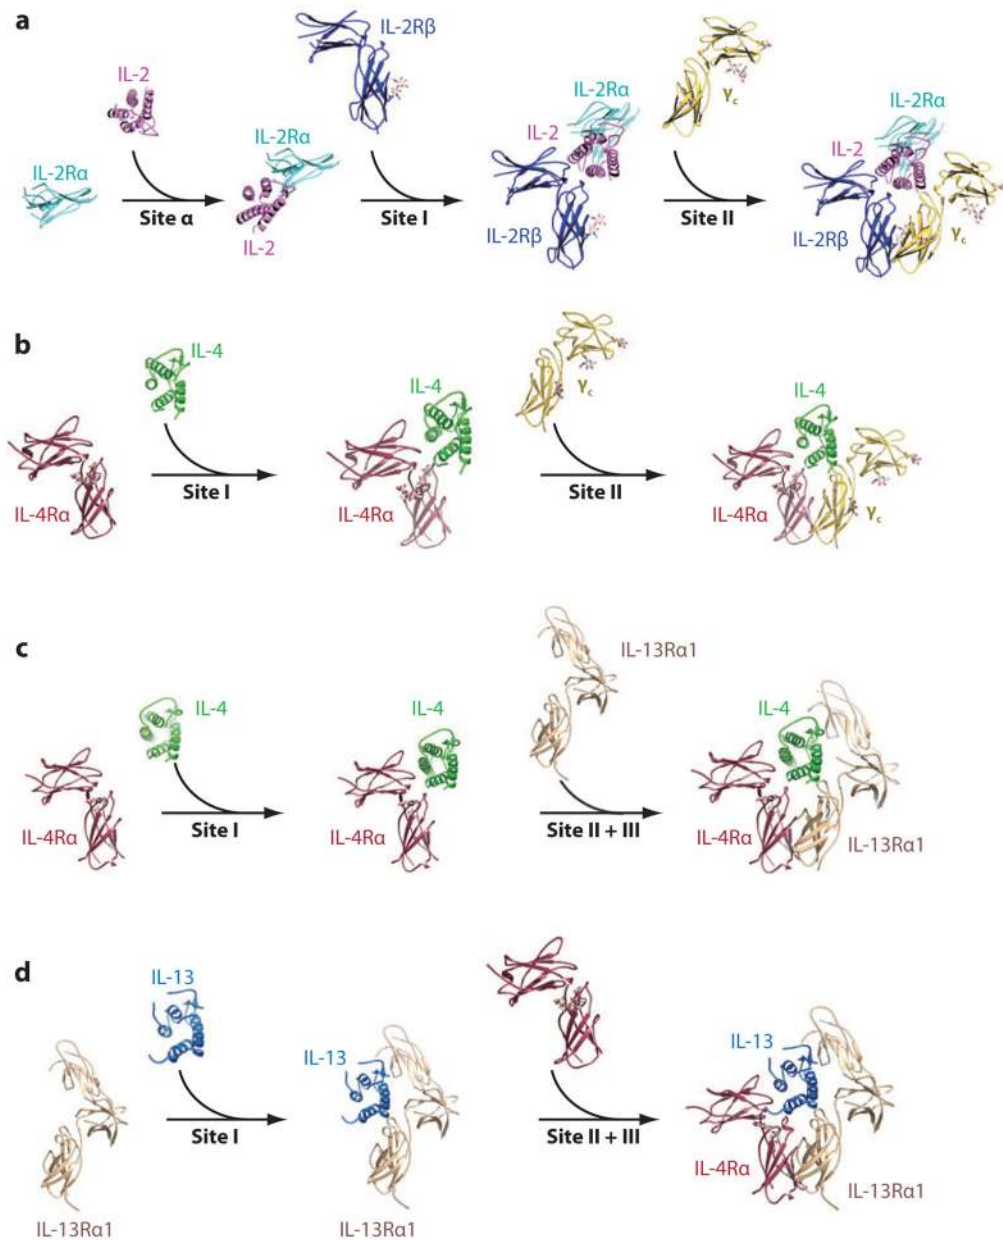 a
IL-2Rβ
IL-2
γc
IL-2Rα
IL-2Rα
IL-2
IL-2Rα
IL-2Rα
IL-2
Site α
Site I
Site II
IL-2
IL-2Rβ
IL-2Rβ
γc
b
IL-4
IL-4
γc
IL-4
Site I
Site II
IL-4Rα
IL-4Rα
IL-4Rα
γc
c
IL-13Rα1
IL-4
IL-4
IL-4
Site I
Site II + III
IL-4Rα
IL-4Rα
IL-4Rα
IL-13Rα1
d
IL-13
IL-13
IL-13
Site I
Site II + III
IL-4Rα
IL-13Rα1
IL-13Rα1
IL-13Rα1